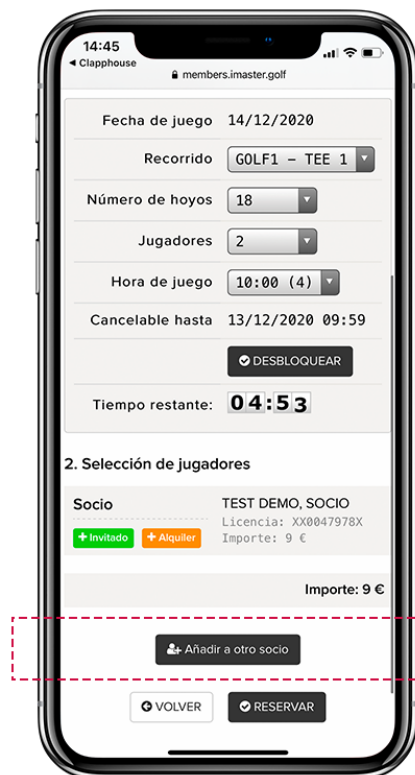 14:45
Clapphouse
members.imaster.golf
Fecha de juego 14/12/2020
Recorrido GOLF1 – TEE 1
Número de hoyos 18
Jugadores 2
Hora de juego 10:00 (4)
Cancelable hasta 13/12/2020 09:59
DESBLOQUEAR
Tiempo restante: 04:53
2. Selección de jugadores
Socio TEST DEMO, SOCIO
Licencia: XX0047978X
+ Invitado + Alquiler Importe: 9 €
Importe: 9 €
Añadir a otro socio
VOLVER RESERVAR